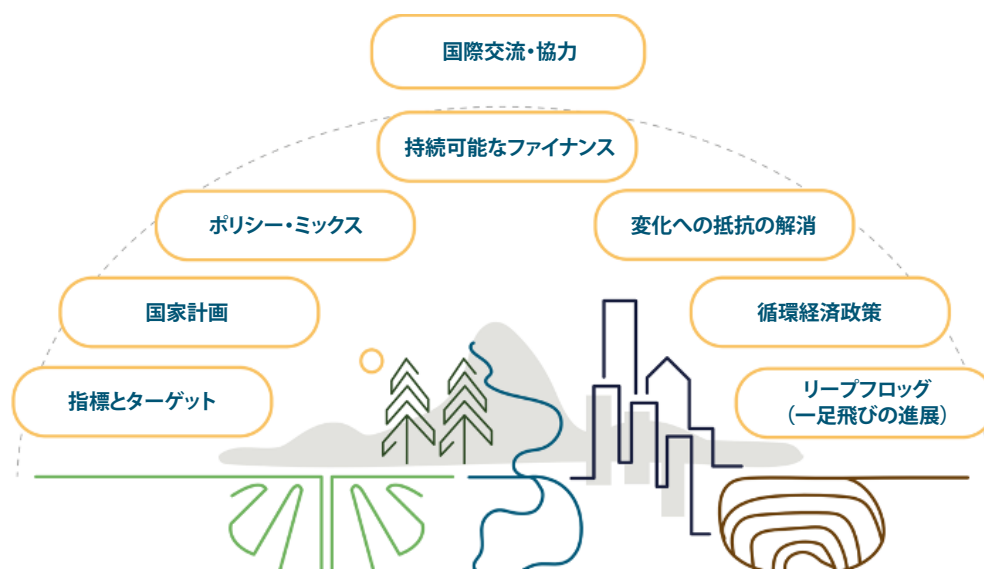 国際交流・協力
持続可能なファイナンス
ポリシー・ミックス
変化への抵抗の解消
国家計画
循環経済政策
指標とターゲット
リープフロッグ
（一足飛びの進展）